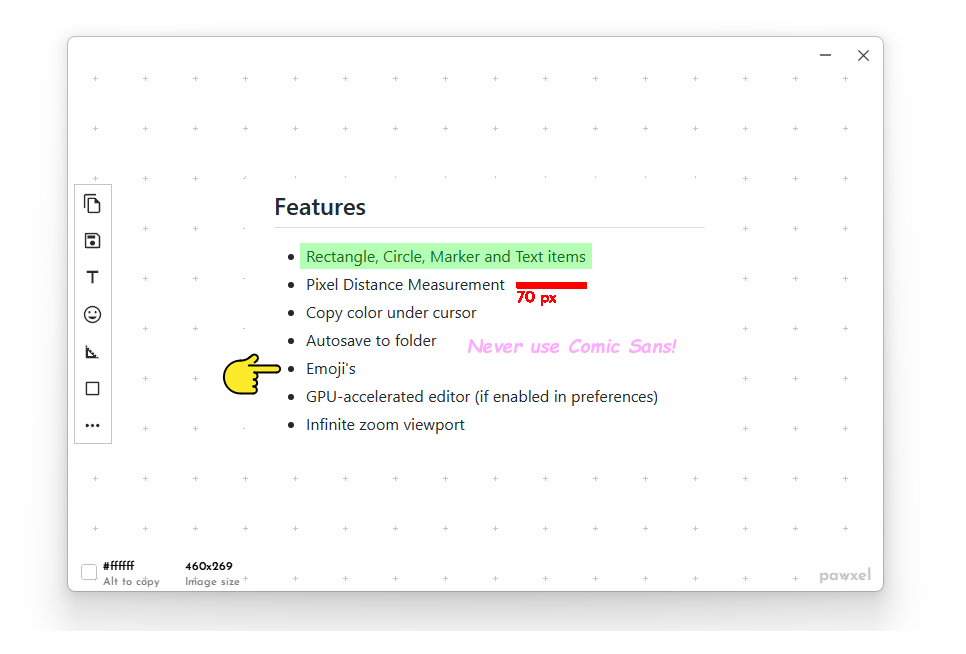 Features
Rectangle, Circle, Marker and Text items
Pixel Distance Measurement
70 px
Copy color under cursor
Autosave to folder
Never use Comic Sans!
Emoji's
GPU-accelerated editor (if enabled in preferences)
Infinite zoom viewport
#ffffff
Alt to copy
460x269
Image size
pawxel